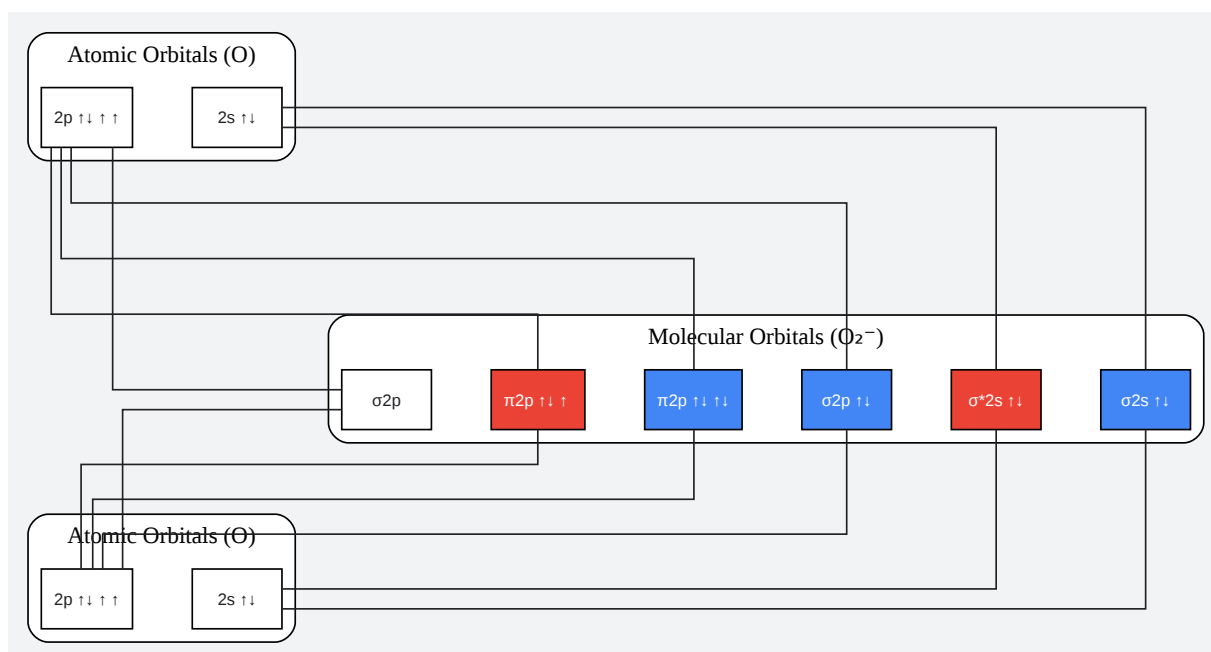 Atomic Orbitals (O)
2p ↑↓ ↑ ↑
2s ↑↓
Molecular Orbitals (O₂⁻)
σ2p
π2p ↑↓ ↑
π2p ↑↓ ↑↓
σ2p ↑↓
σ*2s ↑↓
σ2s ↑↓
Atomic Orbitals (O)
2p ↑↓ ↑ ↑
2s ↑↓